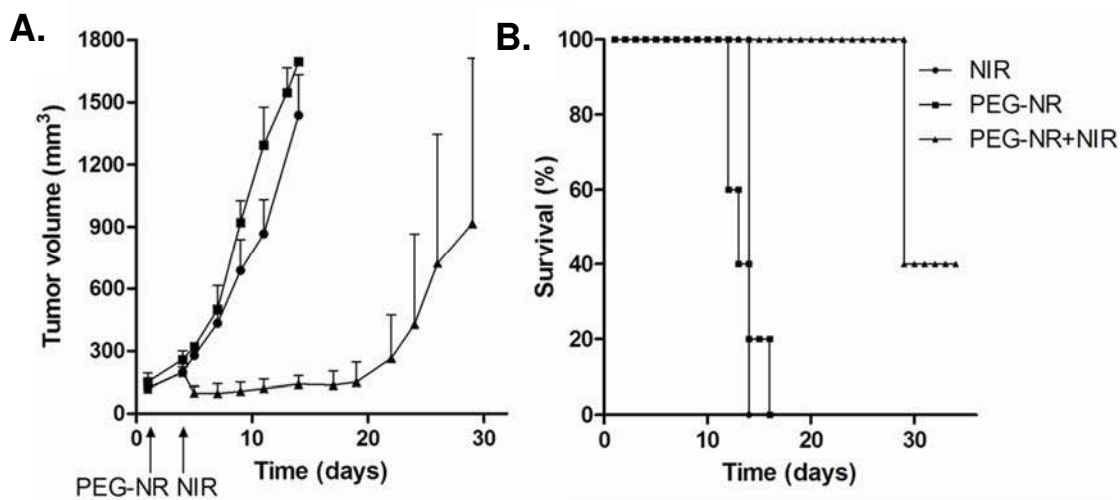 A.
1800
1500
1200
900
600
300
0
Tumor volume (mm³)
0 10 20 30
Time (days)
PEG-NR NIR
B.
100
80
60
40
20
0
Survival (%)
0 10 20 30
Time (days)
NIR
PEG-NR
PEG-NR+NIR